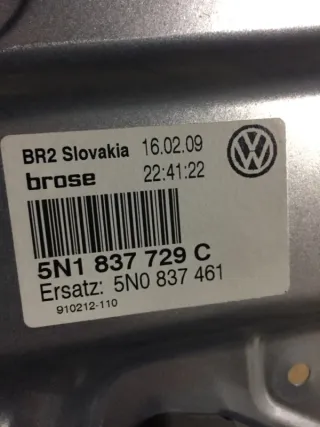 BR2 Slovakia 16.02.09
brose 22:41:22
5N1 837 729 C
Ersatz: 5N0 837 461
910212-110